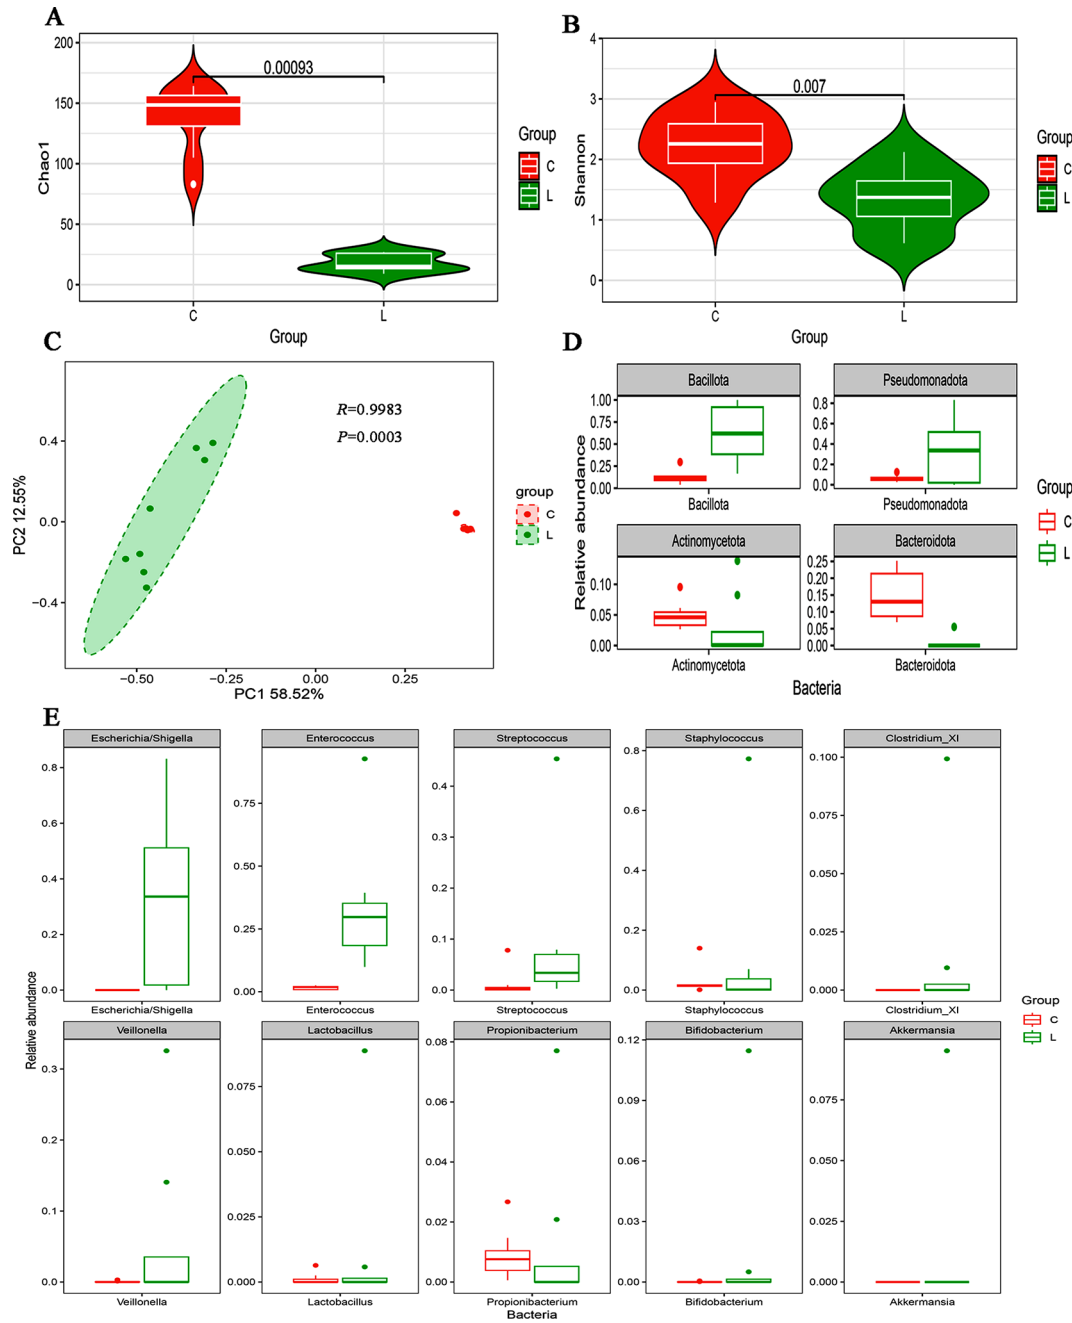 A
200
150
100
50
0
Chao1
0.00093
C
L
Group
Group
C
L
B
4
3
2
1
0
Shannon
0.007
C
L
Group
Group
C
L
C
R=0.9983
P=0.0003
0.4
0.0
−0.4
PC2 12.55%
−0.50
−0.25
0.00
0.25
PC1 58.52%
group
C
L
D
Relative abundance
Bacillota
1.00
0.75
0.50
0.25
0.00
Bacillota
Pseudomonadota
0.8
0.6
0.4
0.2
0.0
Pseudomonadota
Actinomycetota
0.10
0.05
0.00
Actinomycetota
Bacteroidota
0.25
0.20
0.15
0.10
0.05
0.00
Bacteroidota
Bacteria
Group
C
L
E
Relative abundance
Escherichia/Shigella
0.8
0.6
0.4
0.2
0.0
Escherichia/Shigella
Enterococcus
0.75
0.50
0.25
0.00
Enterococcus
Streptococcus
0.4
0.3
0.2
0.1
0.0
Streptococcus
Staphylococcus
0.8
0.6
0.4
0.2
0.0
Staphylococcus
Clostridium_XI
0.100
0.075
0.050
0.025
0.000
Clostridium_XI
Veillonella
0.3
0.2
0.1
0.0
Veillonella
Lactobacillus
0.075
0.050
0.025
0.000
Lactobacillus
Propionibacterium
0.08
0.06
0.04
0.02
0.00
Propionibacterium
Bifidobacterium
0.12
0.09
0.06
0.03
0.00
Bifidobacterium
Akkermansia
0.075
0.050
0.025
0.000
Akkermansia
Bacteria
Group
C
L